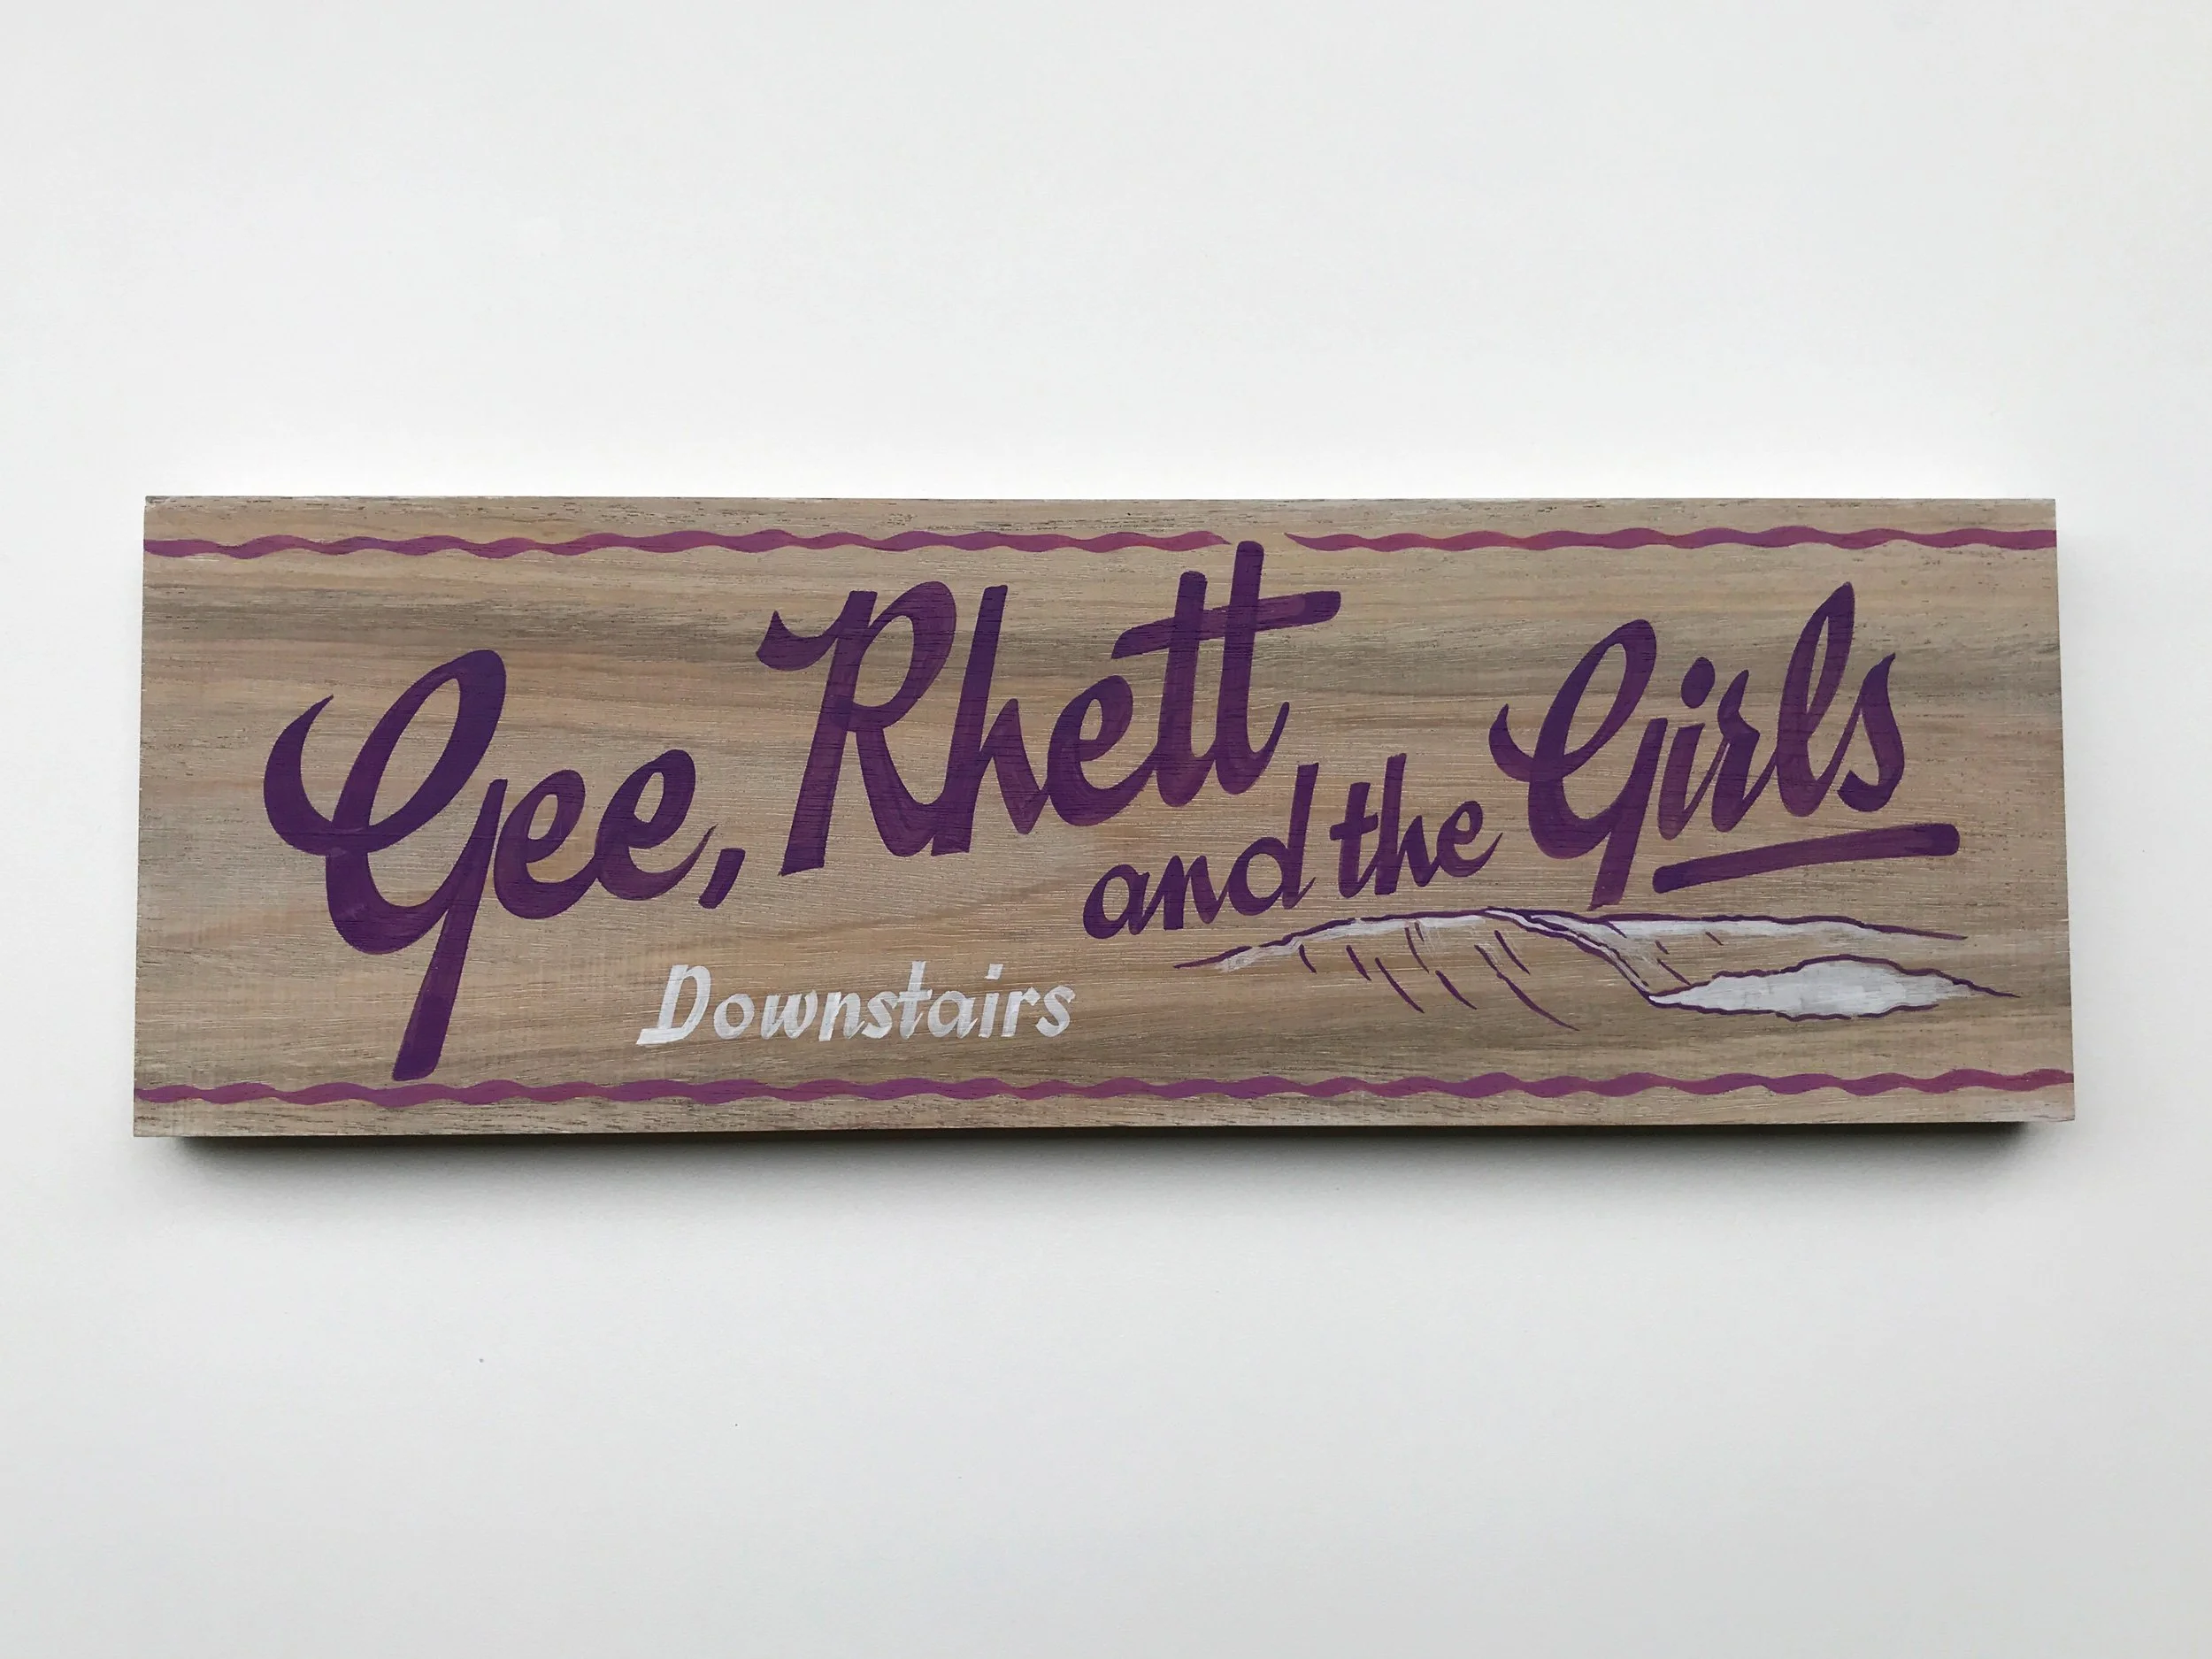 Gee, Rhett
and the Girls
Downstairs